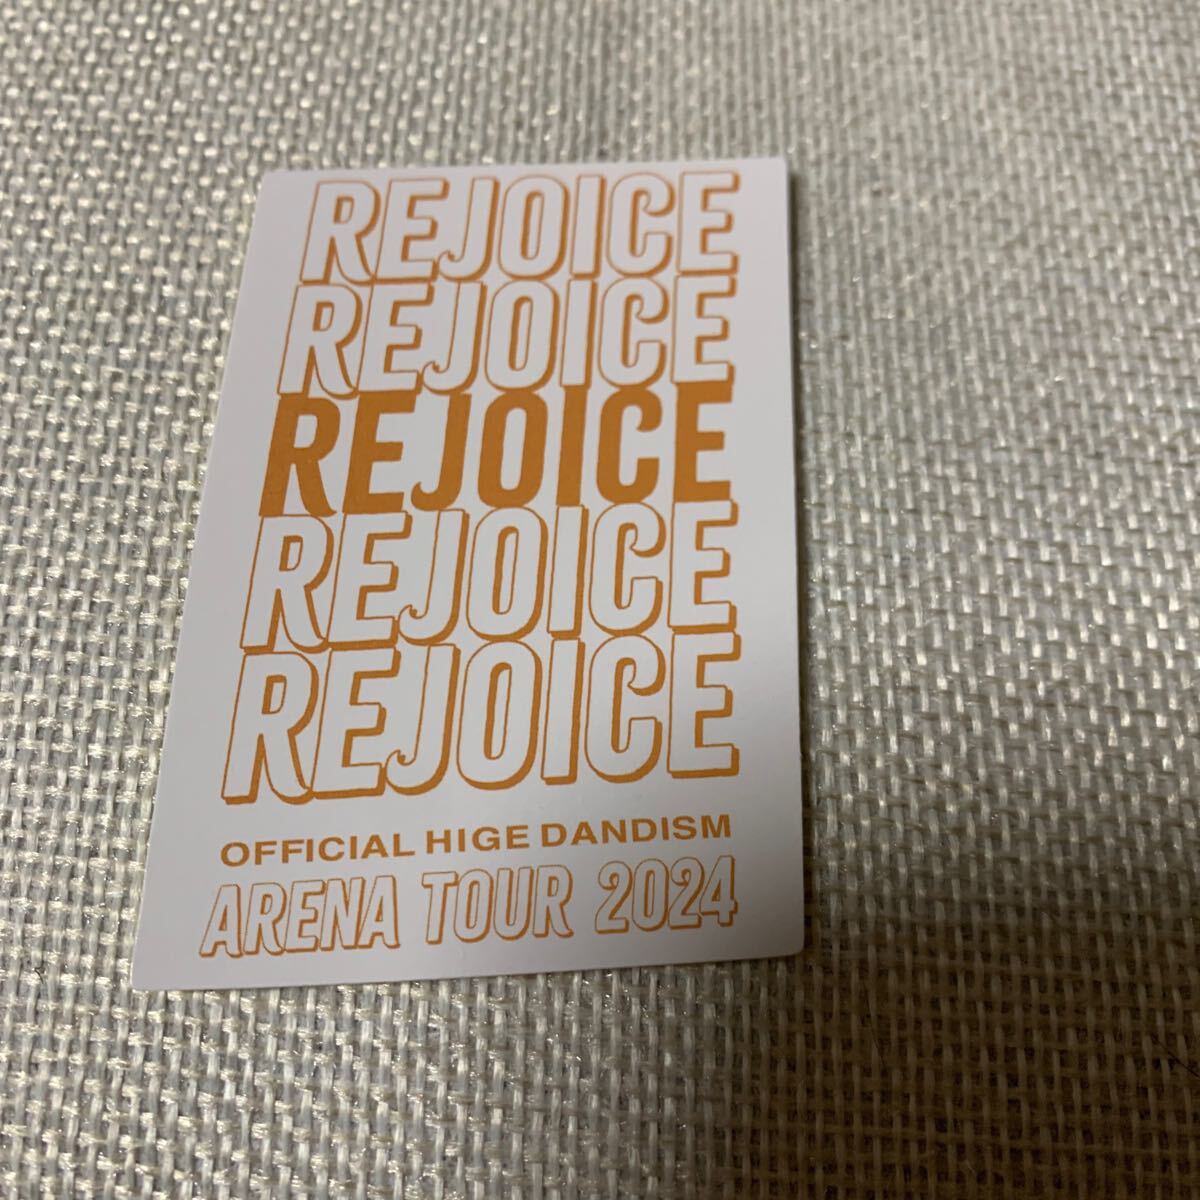 REJOICE
REJOICE
REJOICE
REJOICE
REJOICE
OFFICIAL HIGE DANDISM
ARENA TOUR 2024